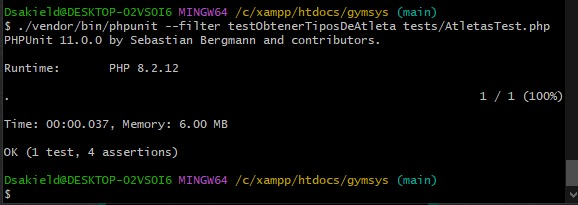 Dsakield@DESKTOP-02VSOI6 MINGW64 /c/xampp/htdocs/gymsys (main)
$ ./vendor/bin/phpunit --filter testObtenerTiposDeAtleta tests/AtletasTest.php
PHPUnit 11.0.0 by Sebastian Bergmann and contributors.
Runtime:       PHP 8.2.12
.                                                                   1 / 1 (100%)
Time: 00:00.037, Memory: 6.00 MB
OK (1 test, 4 assertions)
Dsakield@DESKTOP-02VSOI6 MINGW64 /c/xampp/htdocs/gymsys (main)
$